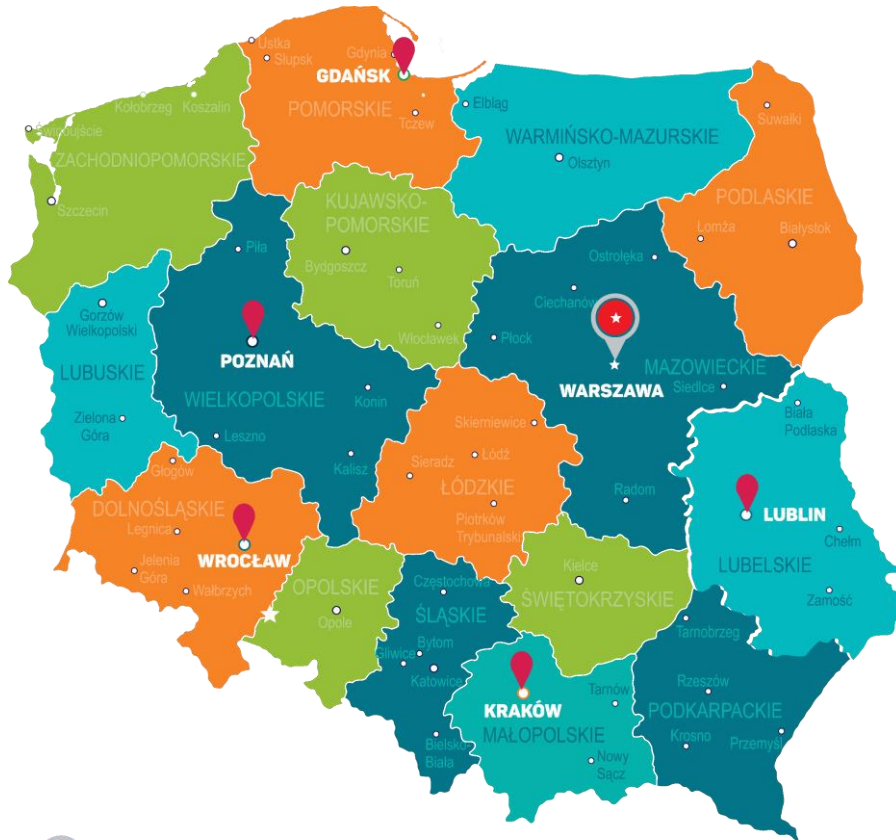 Ustka
Słupsk
Gdynia
GDAŃSK
POMORSKIE
Tczew
Kołobrzeg
Koszalin
Świnoujście
ZACHODNIOPOMORSKIE
Szczecin
Elbląg
WARMIŃSKO-MAZURSKIE
Olsztyn
Suwałki
PODLASKIE
Łomża
Białystok
KUJAWSKO-
POMORSKIE
Bydgoszcz
Toruń
Włocławek
Piła
POZNAŃ
WIELKOPOLSKIE
Konin
Leszno
Kalisz
Gorzów
Wielkopolski
LUBUSKIE
Zielona
Góra
Ostrołęka
Ciechanów
Płock
MAZOWIECKIE
WARSZAWA
Siedlce
Radom
Skierniewice
Łódź
Sieradz
ŁÓDZKIE
Piotrków
Trybunalski
Biała
Podlaska
LUBLIN
Chełm
LUBELSKIE
Zamość
Głogów
DOLNOŚLĄSKIE
Legnica
WROCŁAW
Jelenia
Góra
Wałbrzych
OPOLSKIE
Opole
Częstochowa
ŚLĄSKIE
Bytom
Gliwice
Katowice
Bielsko
Biała
Kielce
ŚWIĘTOKRZYSKIE
KRAKÓW
Tarnów
MAŁOPOLSKIE
Nowy
Sącz
Tarnobrzeg
Rzeszów
PODKARPACKIE
Krosno
Przemyśl